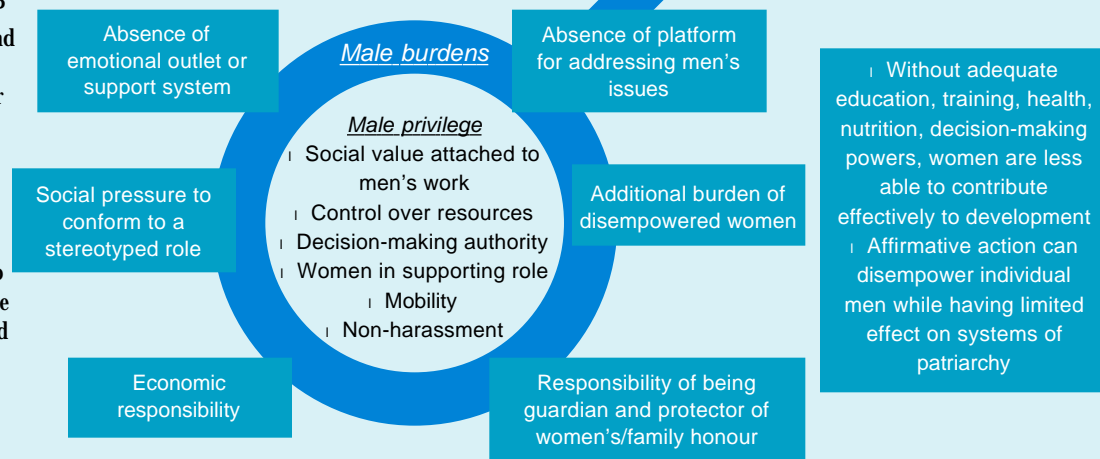 Absence of
emotional outlet or
support system
Male burdens
Absence of platform
for addressing men's
issues
Male privilege
Social value attached to
men's work
Control over resources
Decision-making authority
Women in supporting role
Mobility
Non-harassment
Social pressure to
conform to a
stereotyped role
Additional burden of
disempowered women
Economic
responsibility
Responsibility of being
guardian and protector of
women's/family honour
Without adequate
education, training, health,
nutrition, decision-making
powers, women are less
able to contribute
effectively to development
Affirmative action can
disempower individual
men while having limited
effect on systems of
patriarchy